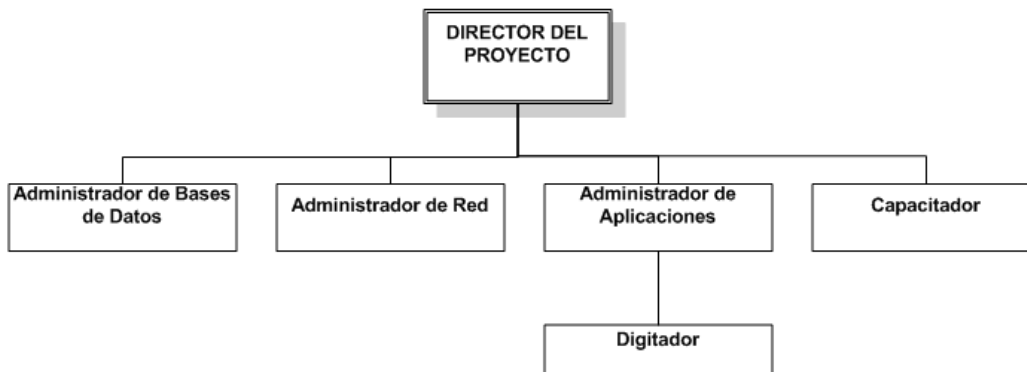 DIRECTOR DEL
PROYECTO
Administrador de Bases
de Datos
Administrador de Red
Administrador de
Aplicaciones
Capacitador
Digitador